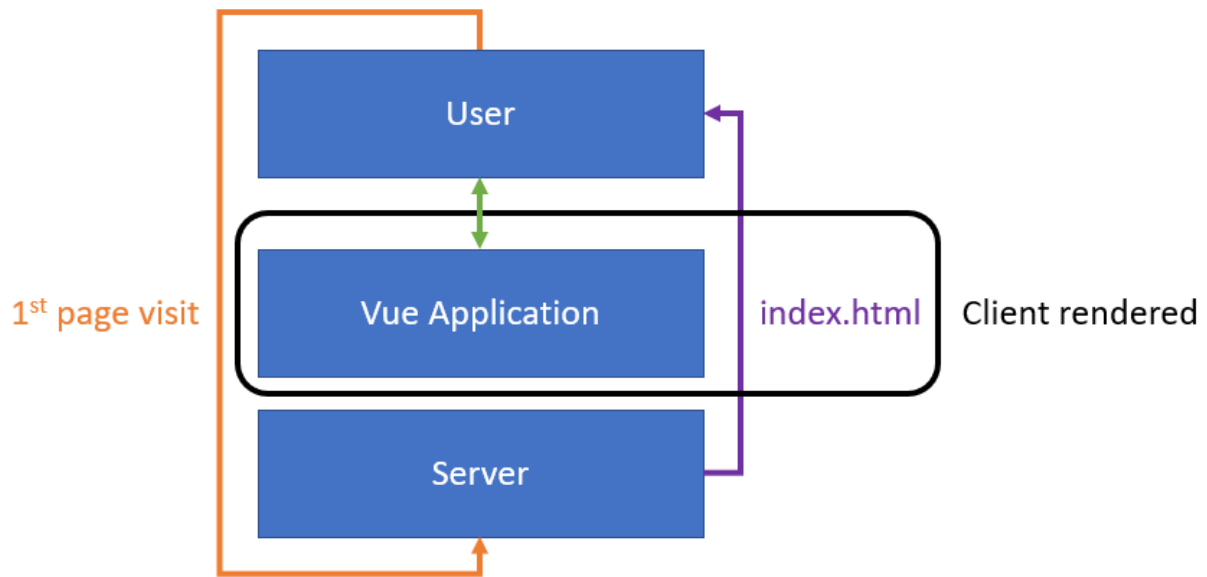 User
1st page visit
Vue Application
index.html
Client rendered
Server